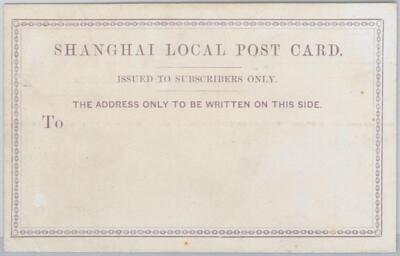 SHANGHAI LOCAL POST CARD.
ISSUED TO SUBSCRIBERS ONLY.
THE ADDRESS ONLY TO BE WRITTEN ON THIS SIDE.
To